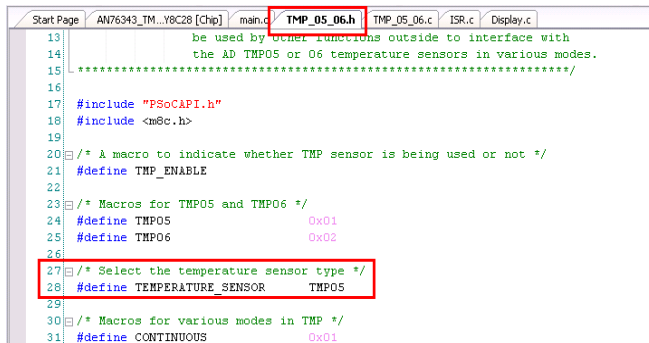 Start Page AN76343_TM...Y8C28 [Chip] main.c TMP_05_06.h TMP_05_06.c ISR.c Display.c
13 be used by other functions outside to interface with
14 the AD TMP05 or 06 temperature sensors in various modes.
15 ********************************************************************/
16
17 #include "PSoCAPI.h"
18 #include <m8c.h>
19
20 /* A macro to indicate whether TMP sensor is being used or not */
21 #define TMP_ENABLE
22
23 /* Macros for TMP05 and TMP06 */
24 #define TMP05 0x01
25 #define TMP06 0x02
26
27 /* Select the temperature sensor type */
28 #define TEMPERATURE_SENSOR TMP05
29
30 /* Macros for various modes in TMP */
31 #define CONTINUOUS 0x01